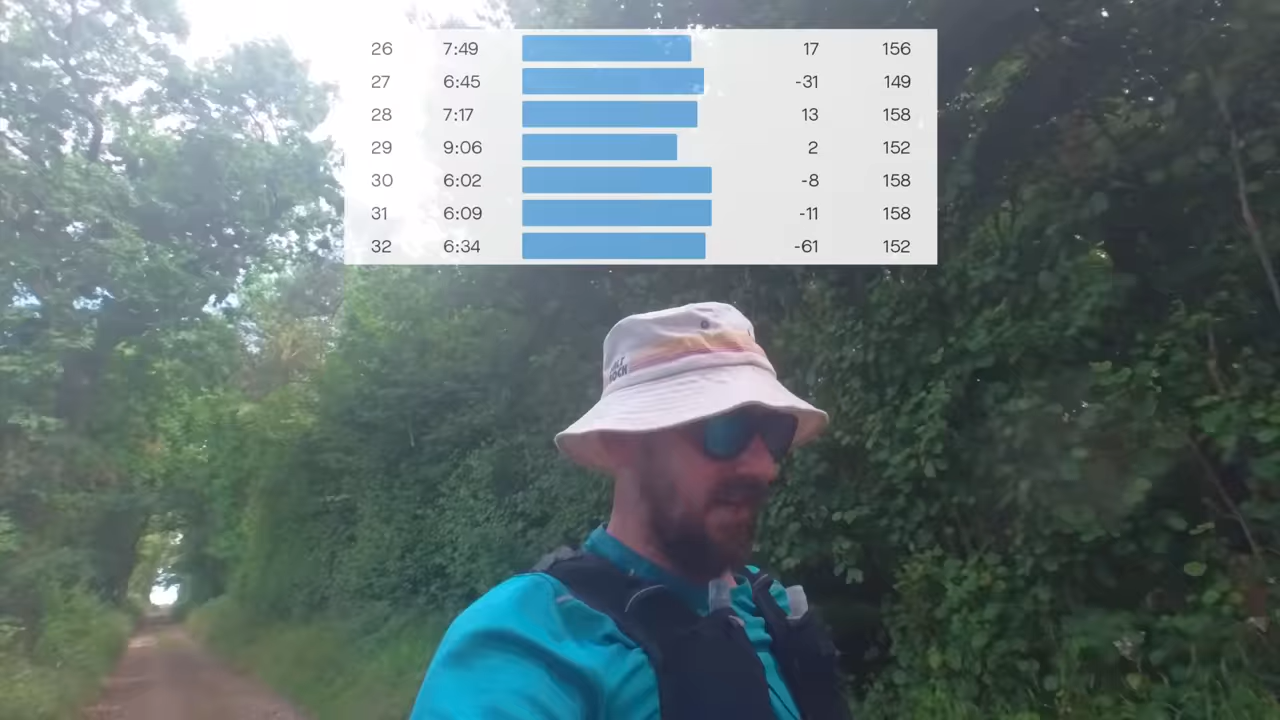 26 7:49 17 156
27 6:45 -31 149
28 7:17 13 158
29 9:06 2 152
30 6:02 -8 158
31 6:09 -11 158
32 6:34 -61 152